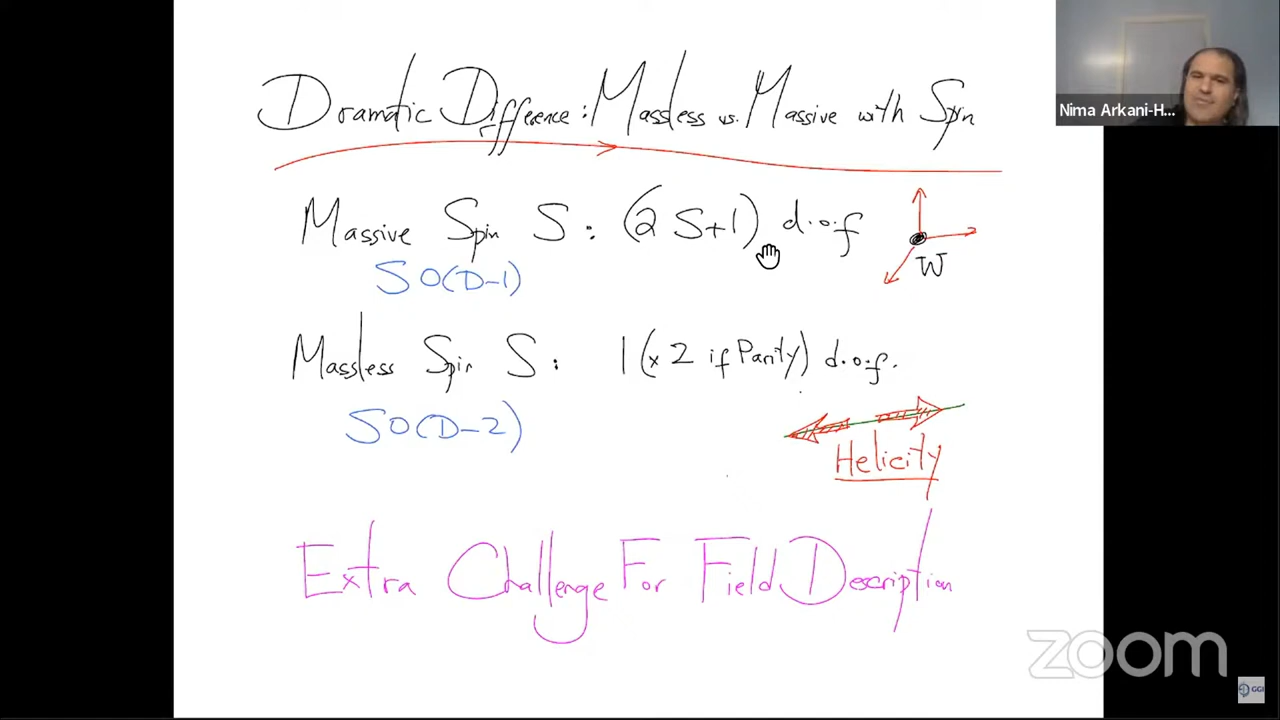 Dramatic Difference: Massless vs. Massive with Spin
Nima Arkani-H...
Massive Spin S: (2S+1) d.o.f
SO(D-1)
W
Massless Spin S: 1 (x 2 if Parity) d.o.f.
SO(D-2)
Helicity
Extra Challenge For Field Description
zoom
GGI